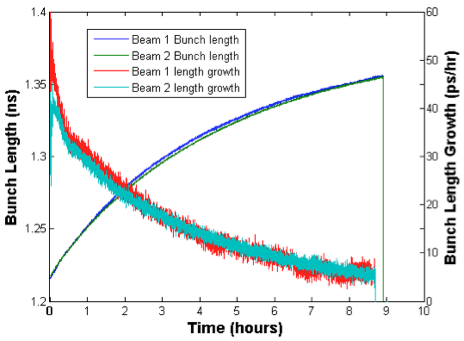 1.4
1.35
1.3
1.25
1.2
Bunch Length (ns)
Beam 1 Bunch length
Beam 2 Bunch length
Beam 1 length growth
Beam 2 length growth
60
50
40
30
20
10
0
Bunch Length Growth (ps/hr)
0 1 2 3 4 5 6 7 8 9 10
Time (hours)